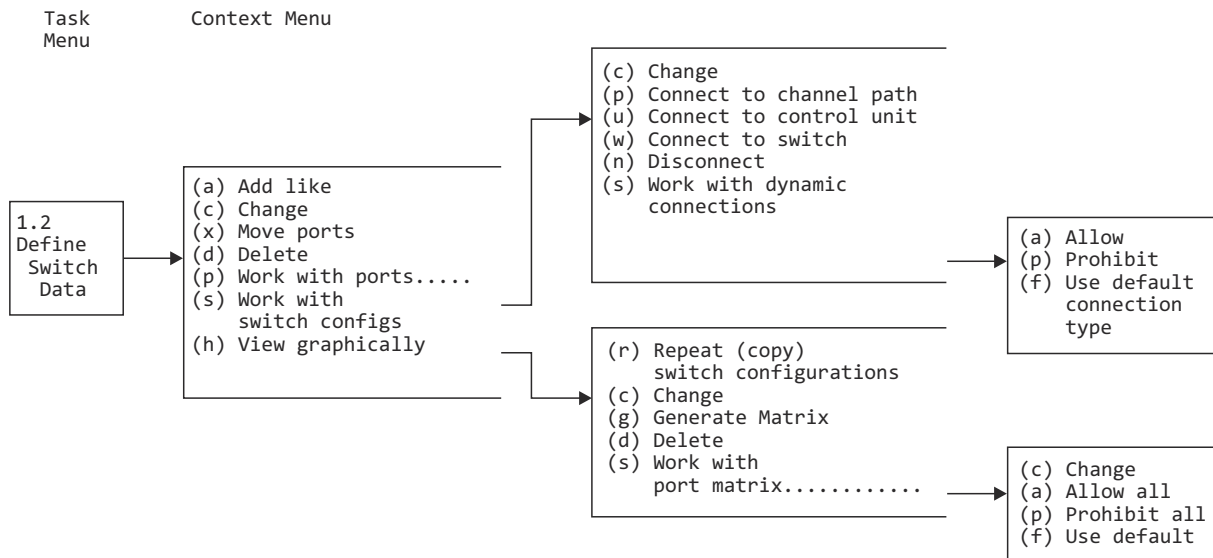 Task
Menu
Context Menu
1.2
Define
Switch
Data
(a) Add like
(c) Change
(x) Move ports
(d) Delete
(p) Work with ports.....
(s) Work with
switch configs
(h) View graphically
(c) Change
(p) Connect to channel path
(u) Connect to control unit
(w) Connect to switch
(n) Disconnect
(s) Work with dynamic
connections
(a) Allow
(p) Prohibit
(f) Use default
connection
type
(r) Repeat (copy)
switch configurations
(c) Change
(g) Generate Matrix
(d) Delete
(s) Work with
port matrix............
(c) Change
(a) Allow all
(p) Prohibit all
(f) Use default